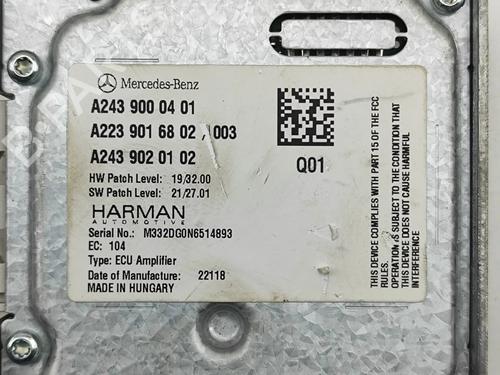 Mercedes-Benz
A243 900 04 01
A223 901 68 02 003
A243 902 01 02
HW Patch Level: 19/32.00
SW Patch Level: 21/27.01
HARMAN
AUTOMOTIVE
Serial No.: M332DG0N6514893
EC: 104
Type: ECU Amplifier
Date of Manufacture: 22118
MADE IN HUNGARY
Q01
THIS DEVICE COMPLIES WITH PART 15 OF THE FCC
RULES.
OPERATION IS SUBJECT TO THE CONDITION THAT
THIS DEVICE DOES NOT CAUSE HARMFUL
INTERFERENCE